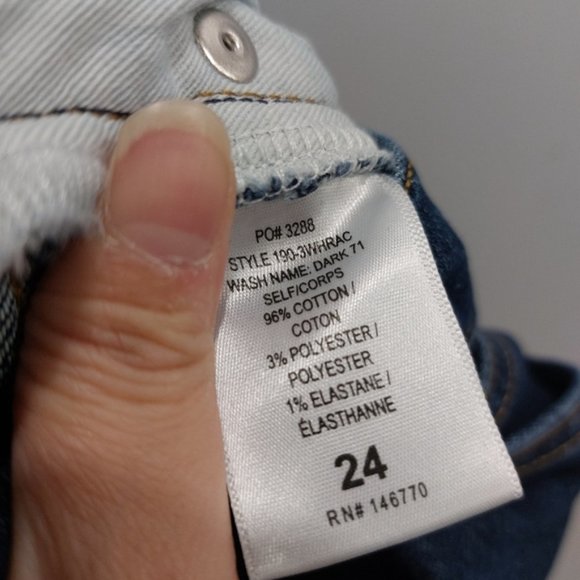 PO# 3288
STYLE 190-3WHRAC
WASH NAME: DARK 71
SELF/CORPS
96% COTTON /
COTON
3% POLYESTER /
POLYESTER
1% ELASTANE /
ÉLASTHANNE
24
RN# 146770